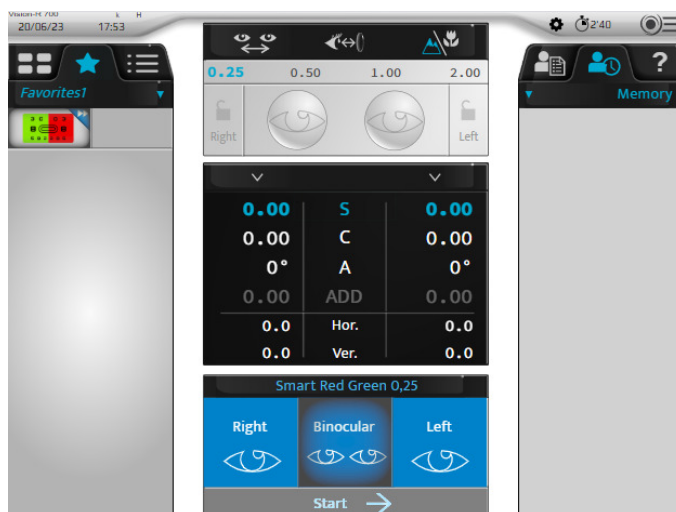 Vision-R 700
k H
20/06/23 17:53
2'40
Favorites1
Memory
?
0.25 0.50 1.00 2.00
Right Left
0.00 S 0.00
0.00 C 0.00
0° A 0°
0.00 ADD 0.00
0.0 Hor. 0.0
0.0 Ver. 0.0
Smart Red Green 0,25
Right Binocular Left
Start